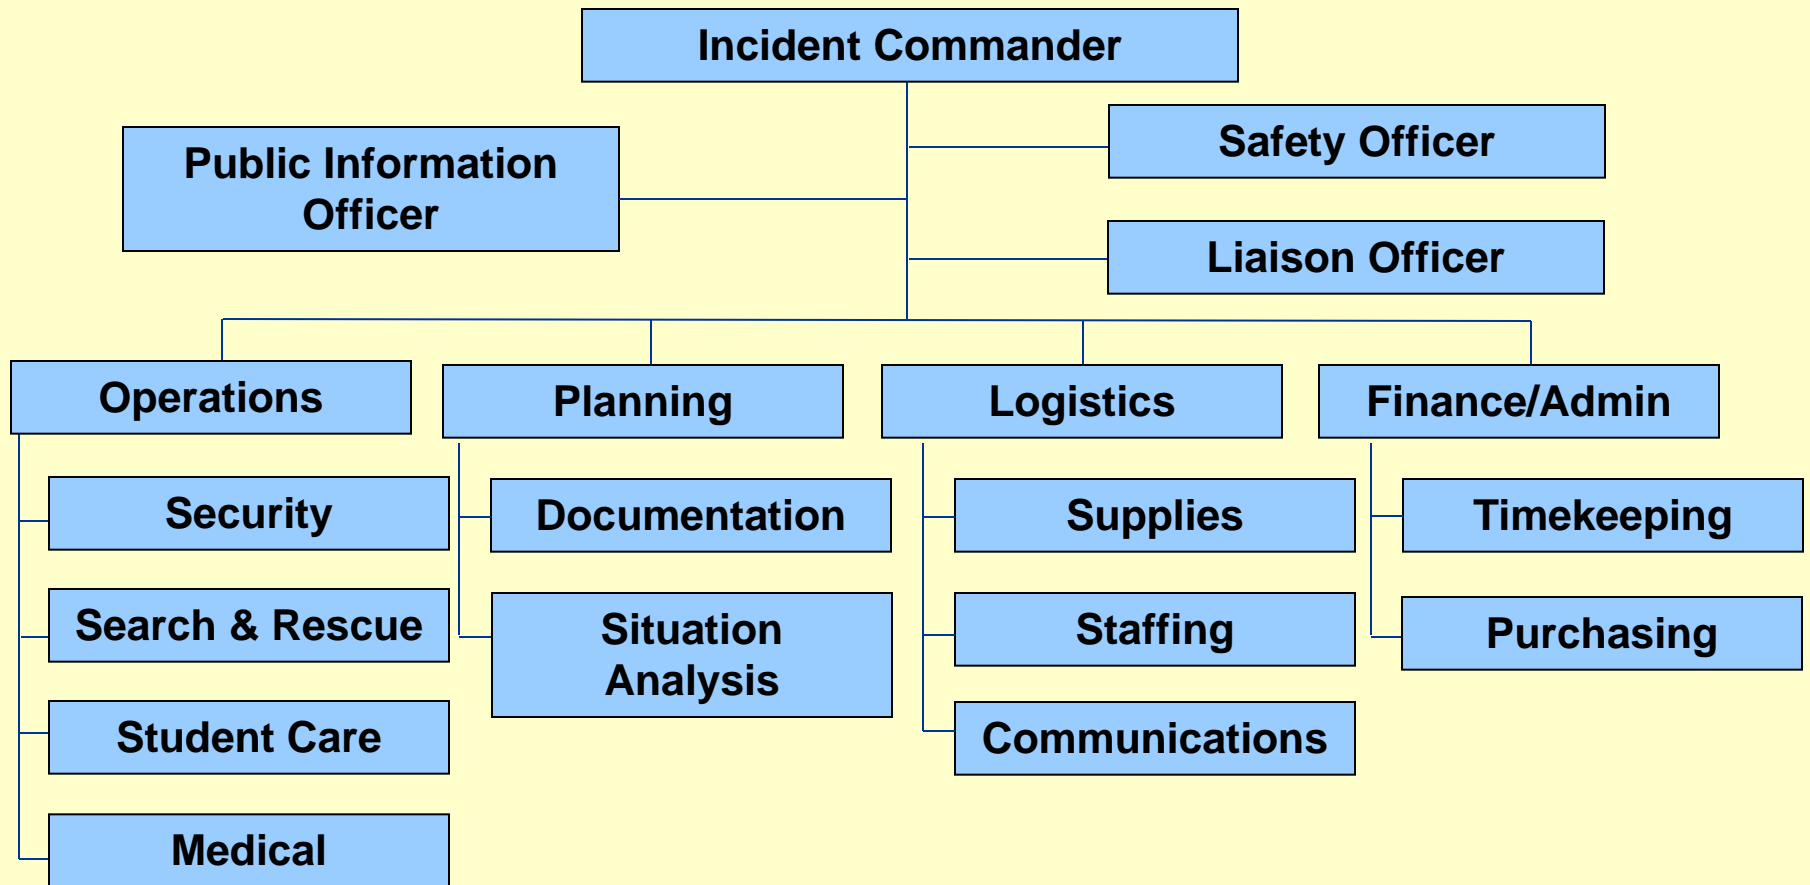 Incident Commander
Public Information
Officer
Safety Officer
Liaison Officer
Operations
Security
Search & Rescue
Student Care
Medical
Planning
Documentation
Situation
Analysis
Logistics
Supplies
Staffing
Communications
Finance/Admin
Timekeeping
Purchasing